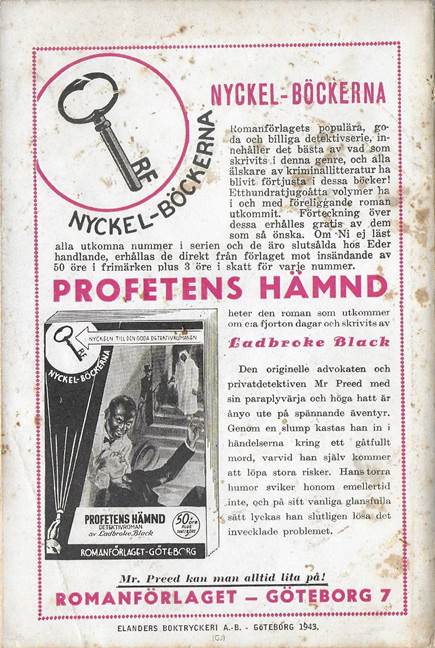 NYCKEL-BÖCKERNA
RF
NYCKEL-BÖCKERNA
Romanförlagets populära, go-
da och billiga detektivserie, in-
nehåller det bästa av vad som
skrivits i denna genre, och alla
älskare av kriminallitteratur ha
blivit förtjusta i dessa böcker!
Etthundratjugoåtta volymer ha
i och med föreliggande roman
utkommit. Förteckning över
dessa erhålles gratis av dem
som så önska. Om Ni ej läst
alla utkomna nummer i serien och de äro slutsålda hos Eder
handlande, erhållas de direkt från förlaget mot insändande av
50 öre i frimärken plus 3 öre i skatt för varje nummer.
PROFETENS HÄMND
heter den roman som utkommer
om c:a fjorton dagar och skrivits av
Ladbroke Black
Den originelle advokaten och
privatdetektiven Mr Preed med
sin paraplyvärja och höga hatt är
ånyo ute på spännande äventyr.
Genom en slump kastas han in i
händelserna kring ett gåtfullt
mord, varvid han själv kommer
att löpa stora risker. Hans torra
humor sviker honom emellertid
inte, och på sitt vanliga glansfulla
sätt lyckas han slutligen lösa det
invecklade problemet.
NYCKELN TILL DEN GODA DETEKTIVROMANEN
RF
NYCKEL-BÖCKERNA
PROFETENS HÄMND
DETEKTIVROMAN
av Ladbroke Black
50 ÖRE
PLUS
ROMANFÖRLAGET-GÖTEBORG
Mr. Preed kan man alltid lita på!
ROMANFÖRLAGET — GÖTEBORG 7
ELANDERS BOKTRYCKERI A.-B. - GÖTEBORG 1943.